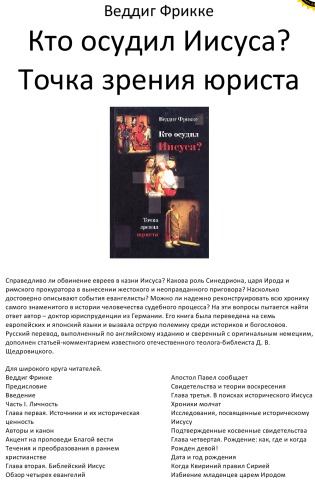 Веддиг Фрикке
Кто осудил Иисуса?
Точка зрения юриста
Веддиг Фрикке
Кто осудил
Иисуса?
Точка
зрения
юриста
Справедливо ли обвинение евреев в казни Иисуса? Какова роль Синедриона, царя Ирода и
римского прокуратора в вынесении жестокого и неоправданного приговора? Насколько
достоверно описывают события евангелисты? Можно ли надежно реконструировать всю хронику
самого знаменитого в истории человечества судебного процесса? На эти вопросы пытается найти
ответ автор – доктор юриспруденции из Германии. Его книга была переведена на семь
европейских и японский языки и вызвала острую полемику среди историков и богословов.
Русский перевод, выполненный по английскому изданию и сверенный с оригинальным немецким,
дополнен статьей-комментарием известного отечественного теолога-библеиста Д. В.
Щедровицкого.
Для широкого круга читателей.
Веддиг Фрикке
Предисловие
Введение
Часть I. Личность
Глава первая. Источники и их историческая
ценность
Авторы и канон
Акцент на проповеди Благой вести
Течения и преобразования в раннем
христианстве
Глава вторая. Библейский Иисус
Обзор четырех евангелий
Апостол Павел сообщает
Свидетельства и теории воскресения
Глава третья. В поисках исторического Иисуса
Хроники молчат
Исследования, посвященные историческому
Иисусу
Подтвержденные косвенные свидетельства
Глава четвертая. Рождение: как, где и когда
Рожден девой!
Дата и год рождения
Когда Квириний правил Сирией
Избиение младенцев царем Иродом